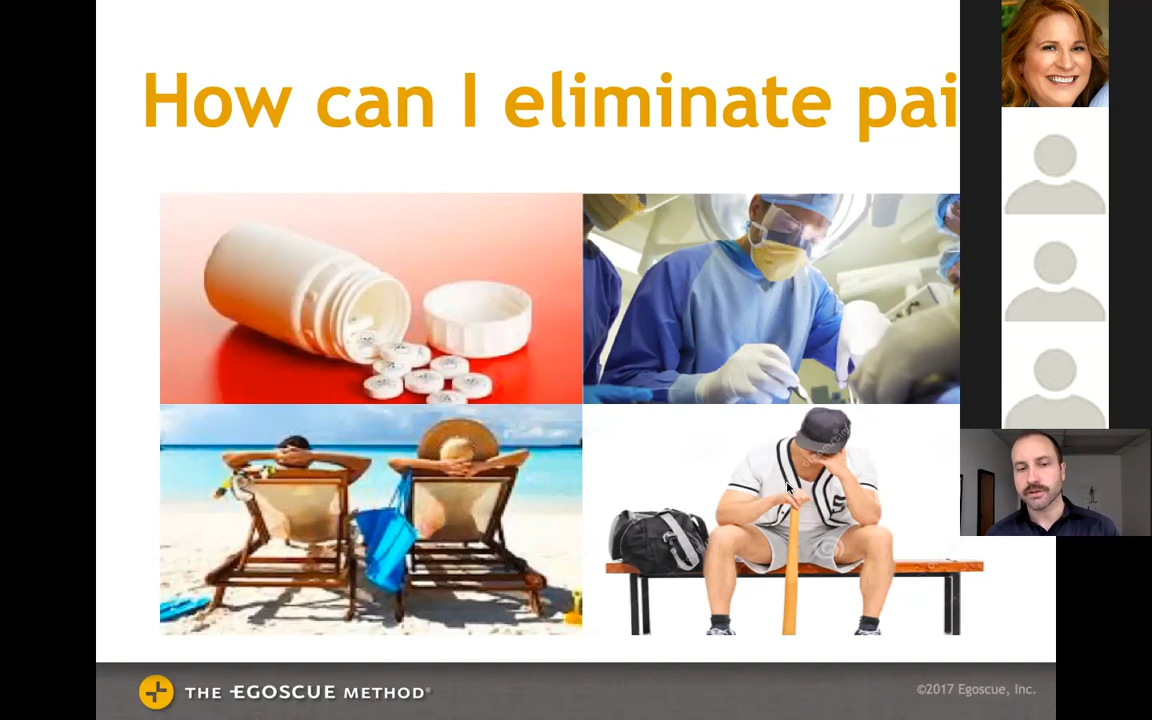 How can I eliminate pai
THE EGOSCUE METHOD®
©2017 Egoscue, Inc.